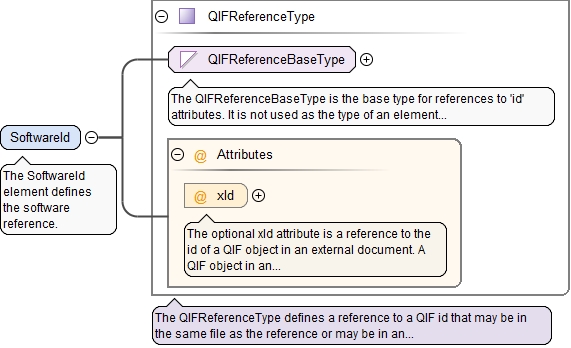 QIFReferenceType
QIFReferenceBaseType
The QIFReferenceBaseType is the base type for references to 'id'
attributes. It is not used as the type of an element...
SoftwareId
The SoftwareId
element defines
the software
reference.
@ Attributes
@ xId
The optional xId attribute is a reference to the
id of a QIF object in an external document. A
QIF object in an...
The QIFReferenceType defines a reference to a QIF id that may be in
the same file as the reference or may be in an...